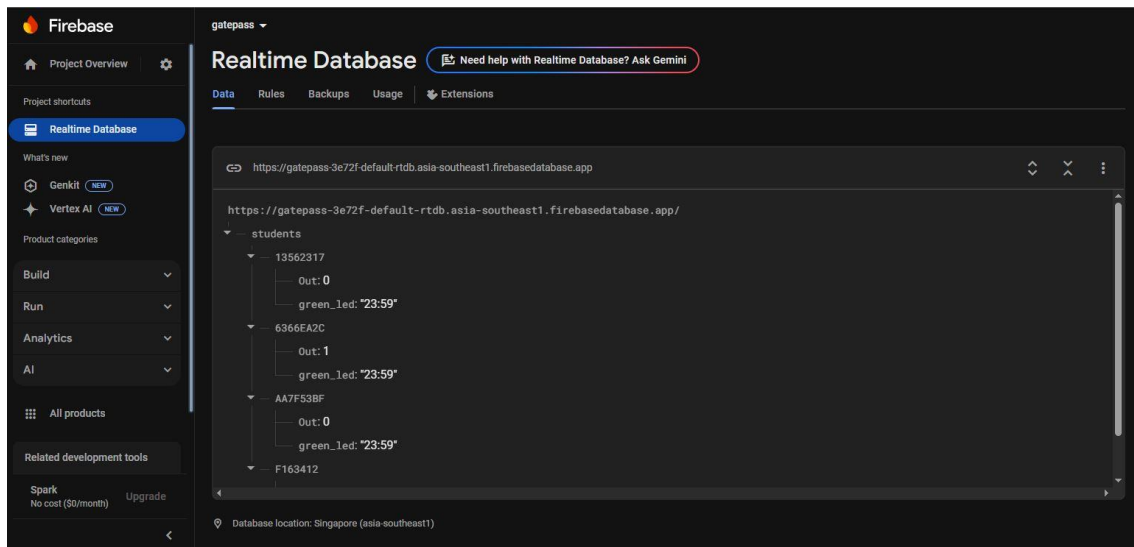 Firebase
Project Overview
Project shortcuts
Realtime Database
What's new
Genkit NEW
Vertex AI NEW
Product categories
Build
Run
Analytics
AI
All products
Related development tools
Spark
No cost ($0/month)
Upgrade
gatepass
Realtime Database
Need help with Realtime Database? Ask Gemini
Data Rules Backups Usage Extensions
https://gatepass-3e72f-default-rtdb.asia-southeast1.firebasedatabase.app
https://gatepass-3e72f-default-rtdb.asia-southeast1.firebasedatabase.app/
students
13562317
Out: 0
green_led: "23:59"
6366EA2C
Out: 1
green_led: "23:59"
AA7F53BF
Out: 0
green_led: "23:59"
F163412
Database location: Singapore (asia-southeast1)